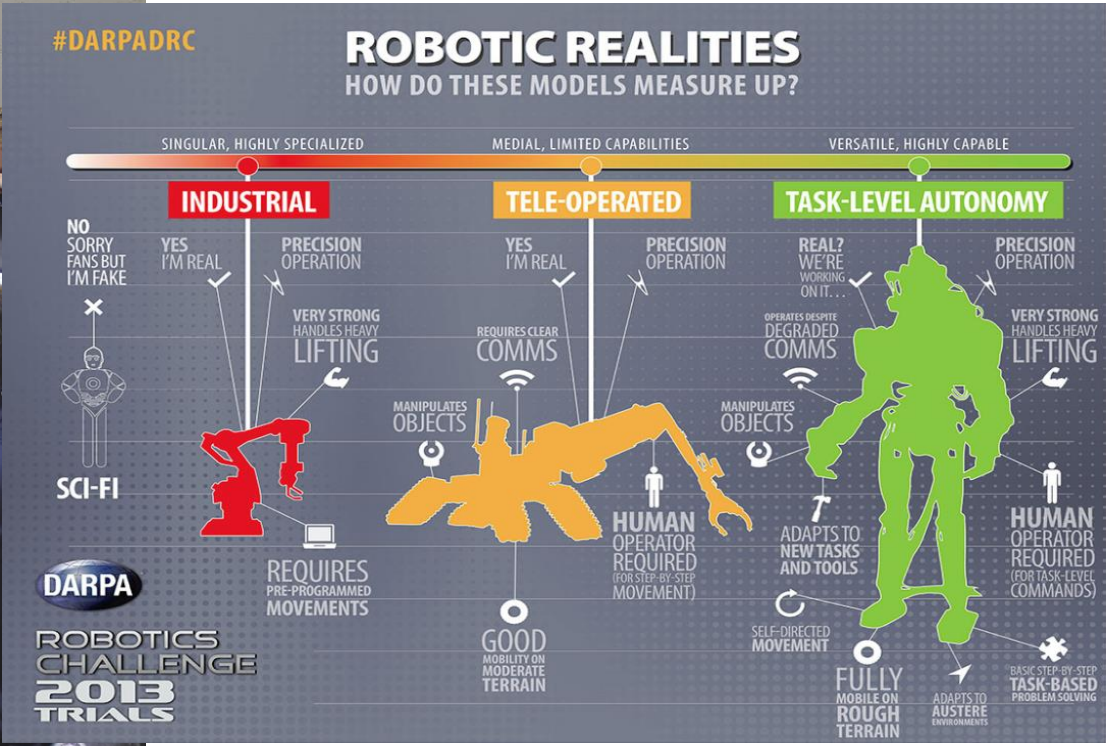 #DARPADRC
ROBOTIC REALITIES
HOW DO THESE MODELS MEASURE UP?
SINGULAR, HIGHLY SPECIALIZED
MEDIAL, LIMITED CAPABILITIES
VERSATILE, HIGHLY CAPABLE
INDUSTRIAL
TELE-OPERATED
TASK-LEVEL AUTONOMY
NO
SORRY
FANS BUT
I'M FAKE
SCI-FI
YES
I'M REAL
PRECISION
OPERATION
VERY STRONG
HANDLES HEAVY
LIFTING
REQUIRES
PRE-PROGRAMMED
MOVEMENTS
YES
I'M REAL
PRECISION
OPERATION
REQUIRES CLEAR
COMMS
MANIPULATES
OBJECTS
HUMAN
OPERATOR
REQUIRED
(FOR STEP-BY-STEP
MOVEMENT)
GOOD
MOBILITY ON
MODERATE
TERRAIN
REAL?
WE'RE
WORKING
ON IT...
PRECISION
OPERATION
OPERATES DESPITE
DEGRADED
COMMS
VERY STRONG
HANDLES HEAVY
LIFTING
MANIPULATES
OBJECTS
ADAPTS TO
NEW TASKS
AND TOOLS
HUMAN
OPERATOR
REQUIRED
(FOR TASK-LEVEL
COMMANDS)
SELF-DIRECTED
MOVEMENT
FULLY
MOBILE ON
ROUGH
TERRAIN
ADAPTS TO
AUSTERE
ENVIRONMENTS
BASIC STEP-BY-STEP
TASK-BASED
PROBLEM SOLVING
DARPA
ROBOTICS
CHALLENGE
2013
TRIALS